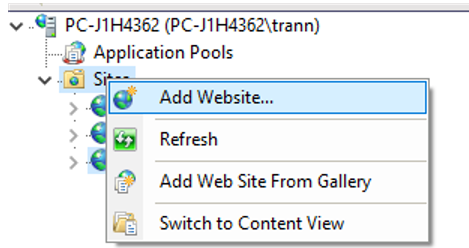 PC-J1H4362 (PC-J1H4362\trann)
Application Pools
Sites
Add Website...
Refresh
Add Web Site From Gallery
Switch to Content View